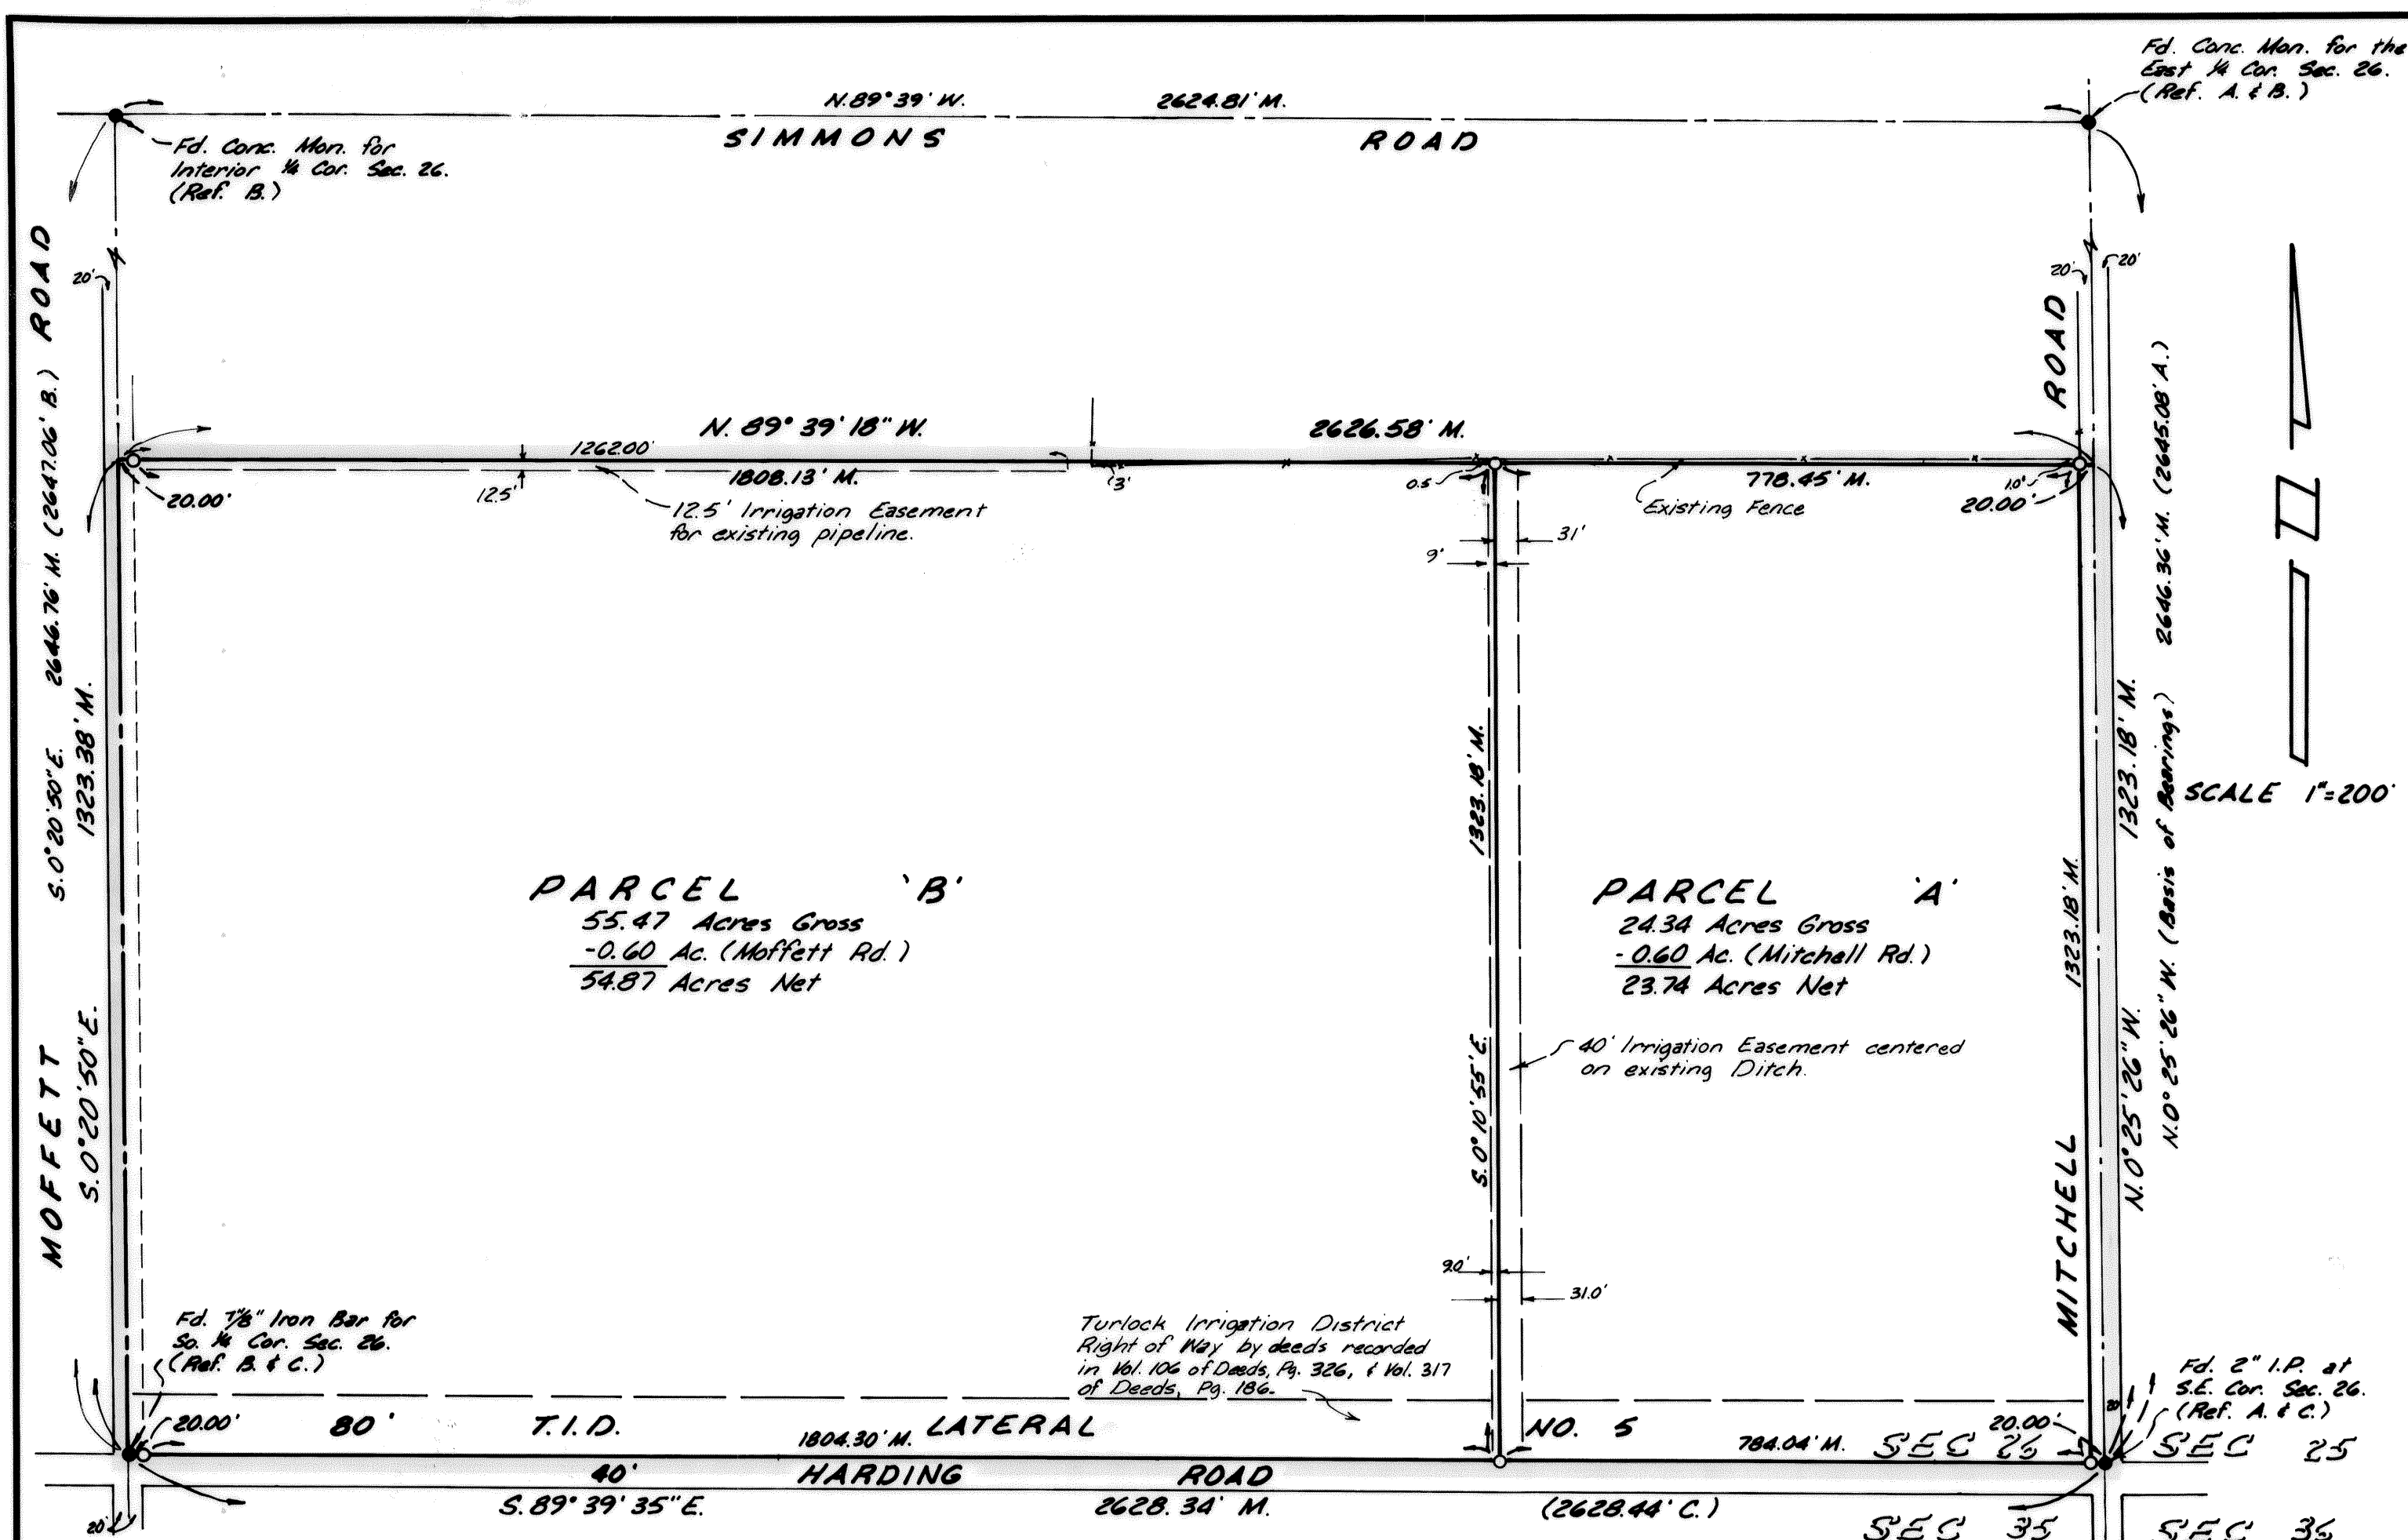 Fd. Conc. Mon. for the
East 1/4 Cor. Sec. 26.
(Ref. A. & B.)
N. 89° 39' W. 2624.81' M.
SIMMONS ROAD
Fd. Conc. Mon. for
Interior 1/4 Cor. Sec. 26.
(Ref. B.)
20'
20'
20'
MOFFETT ROAD
S. 0° 20' 50" E. 2646.76' M. (2647.06' B.)
1323.38' M.
S. 0° 20' 50" E.
N. 89° 39' 18" W. 2626.58' M.
1262.00'
1808.13' M.
12.5'
20.00'
12.5' Irrigation Easement
for existing pipeline.
3'
0.5
778.45' M.
1.0'
20.00'
Existing Fence
31'
9'
1323.18' M.
S. 0° 10' 55" E.
MITCHELL ROAD
1323.18' M.
1323.18' M.
N. 0° 25' 26" W.
N. 0° 25' 26" W. (Basis of Bearings) 2646.36' M. (2645.08' A.)
SCALE 1"=200'
PARCEL 'B'
55.47 Acres Gross
-0.60 Ac. (Moffett Rd.)
54.87 Acres Net
PARCEL 'A'
24.34 Acres Gross
-0.60 Ac. (Mitchell Rd.)
23.74 Acres Net
40' Irrigation Easement centered
on existing Ditch.
9.0'
31.0'
Fd. 7/8" Iron Bar for
So. 1/4 Cor. Sec. 26.
(Ref. B. & C.)
Turlock Irrigation District
Right of Way by deeds recorded
in Vol. 106 of Deeds, Pg. 326, & Vol. 317
of Deeds, Pg. 186.
Fd. 2" I.P. at
S.E. Cor. Sec. 26.
(Ref. A. & C.)
20'
20.00' 80' T.I.D. LATERAL NO. 5 20.00'
1804.30' M. 784.04' M.
SEC 26 SEC 25
40' HARDING ROAD
S. 89° 39' 35" E. 2628.34' M. (2628.44' C.)
20'
SEC 35 SEC 36